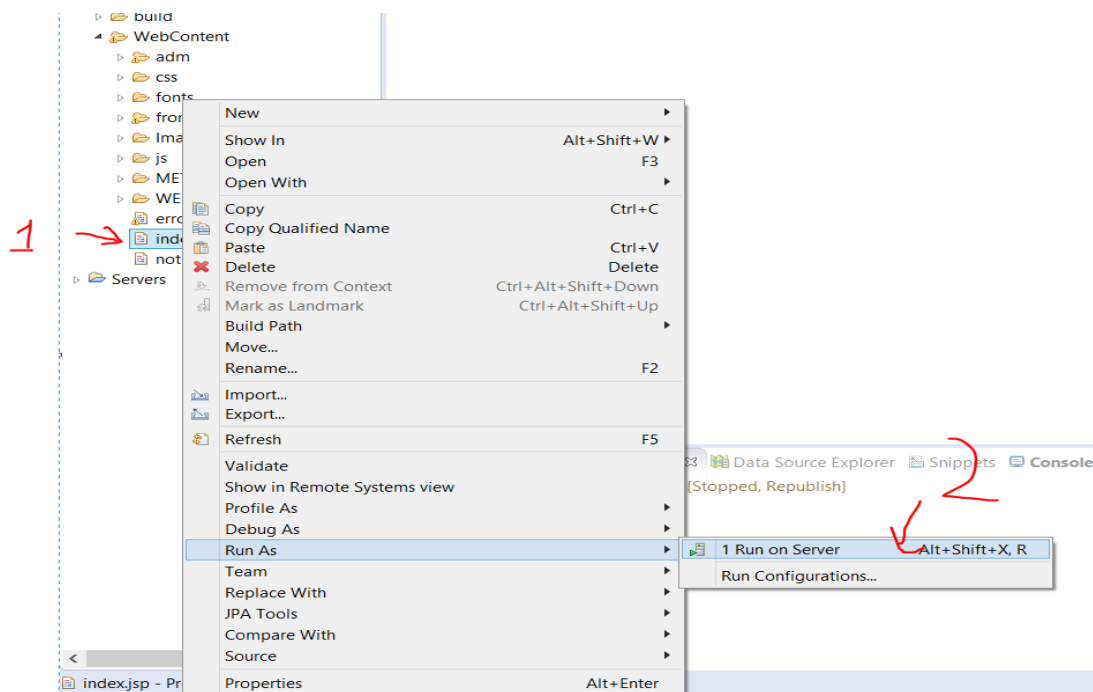 build
WebContent
adm
css
fonts
fror
Ima
js
MET
WE
erro
inde
not
Servers
1
New
Show In Alt+Shift+W
Open F3
Open With
Copy Ctrl+C
Copy Qualified Name
Paste Ctrl+V
Delete Delete
Remove from Context Ctrl+Alt+Shift+Down
Mark as Landmark Ctrl+Alt+Shift+Up
Build Path
Move...
Rename... F2
Import...
Export...
Refresh F5
Validate
Show in Remote Systems view
Profile As
Debug As
Run As
Team
Replace With
JPA Tools
Compare With
Source
Properties Alt+Enter
Data Source Explorer Snippets Console
[Stopped, Republish]
2
1 Run on Server Alt+Shift+X, R
Run Configurations...
index.jsp - Pr